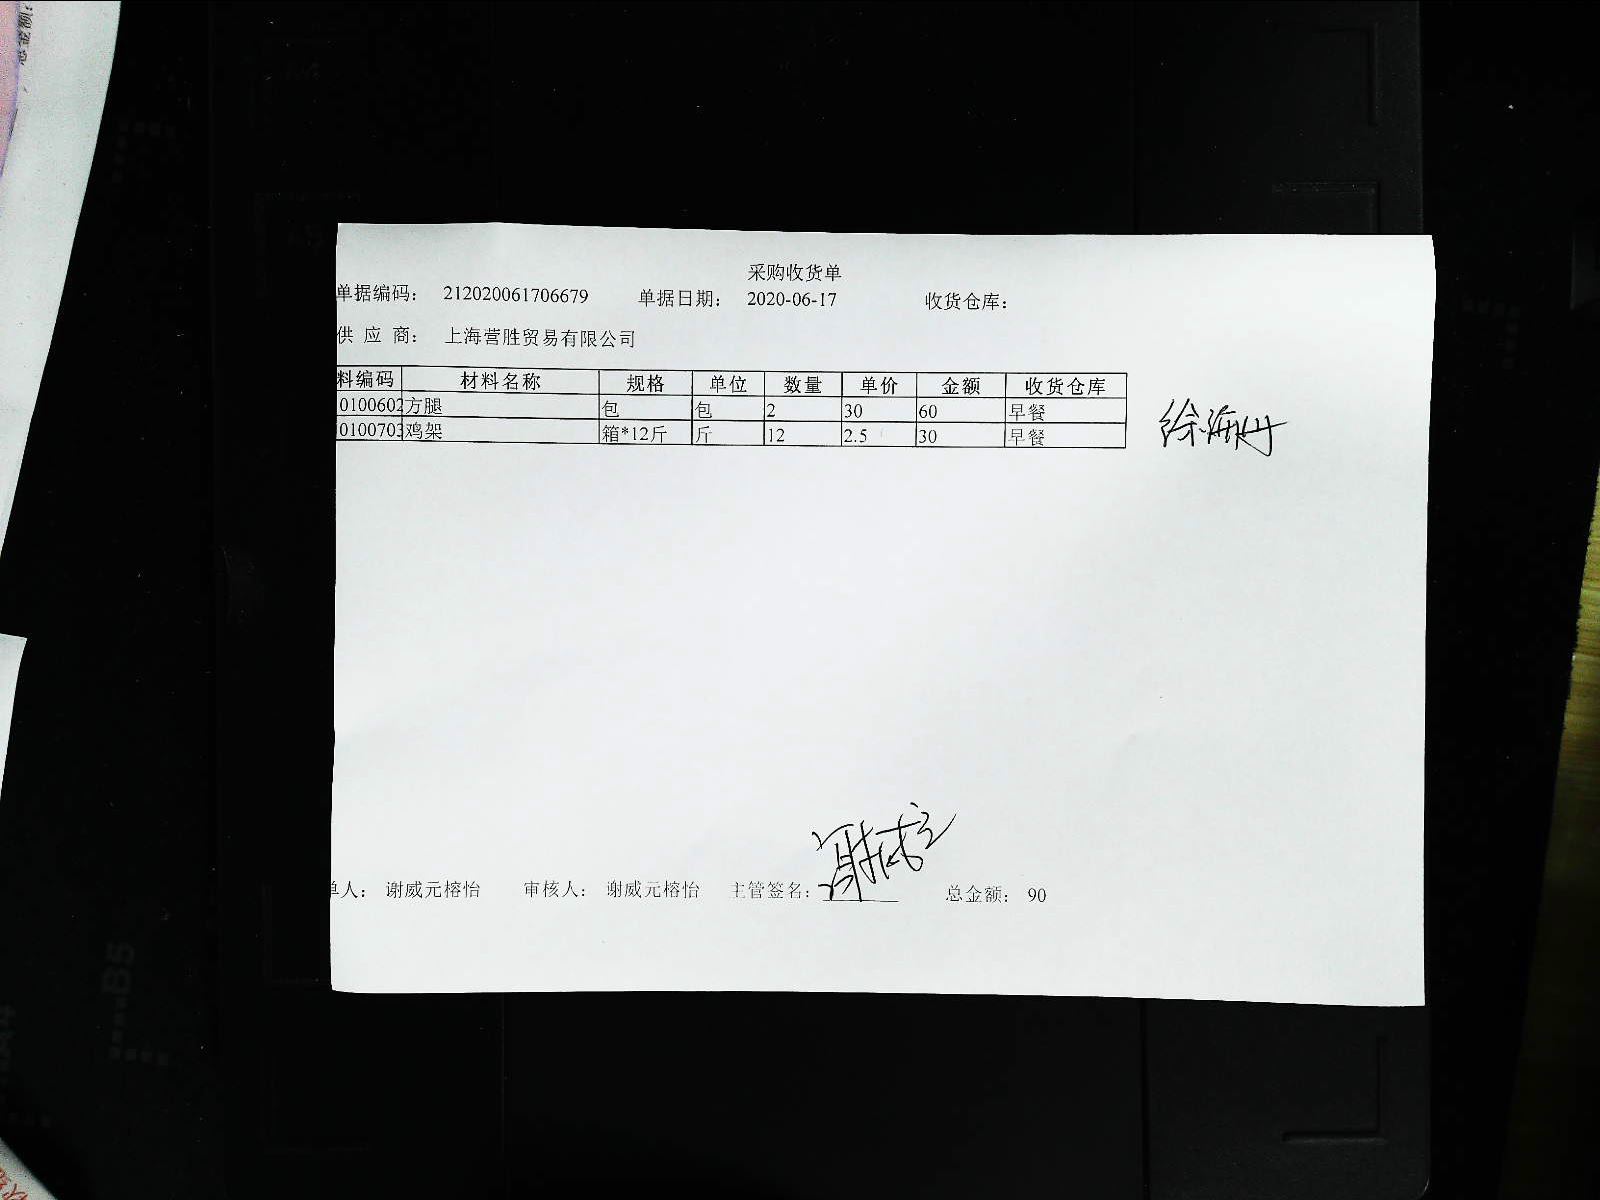 总金额:
采购收货单
单据编码: 212020061706679 单据日期: 2020-06-17 收货仓库:
供 应 商: 上海营胜贸易有限公司
料编码 材料名称 规格 单位 数量 单价 金额 收货仓库
0100602 方腿 包 包 2 30 60 早餐
0100703 鸡架 箱*12斤 斤 12 2.5 30 早餐
单人: 谢威元榕怡 审核人: 谢威元榕怡 主管签名: 总金额: 90
B5